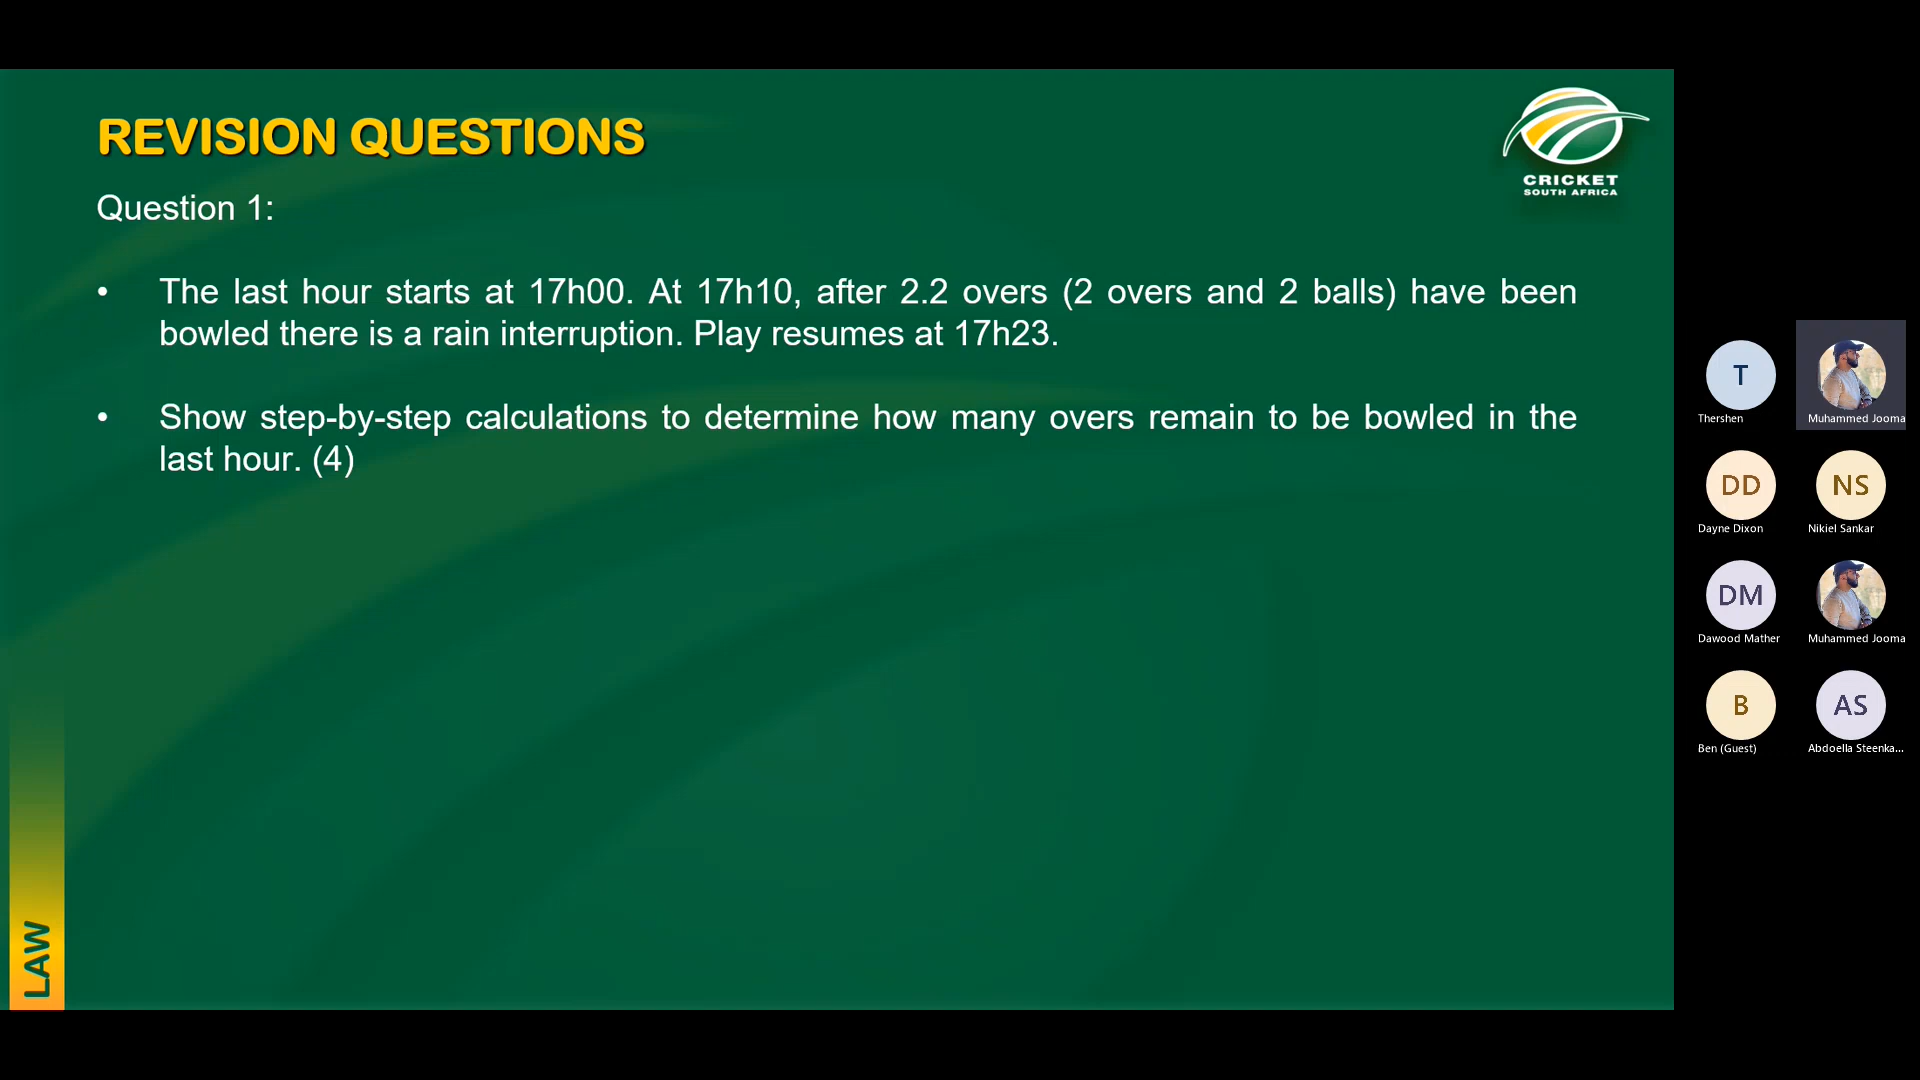 REVISION QUESTIONS
CRICKET
SOUTH AFRICA
Question 1:
• The last hour starts at 17h00. At 17h10, after 2.2 overs (2 overs and 2 balls) have been
bowled there is a rain interruption. Play resumes at 17h23.
• Show step-by-step calculations to determine how many overs remain to be bowled in the
last hour. (4)
LAW
T
Thershen
Muhammed Jooma
DD
Dayne Dixon
NS
Nikiel Sankar
DM
Dawood Mather
Muhammed Jooma
B
Ben (Guest)
AS
Abdoella Steenka...